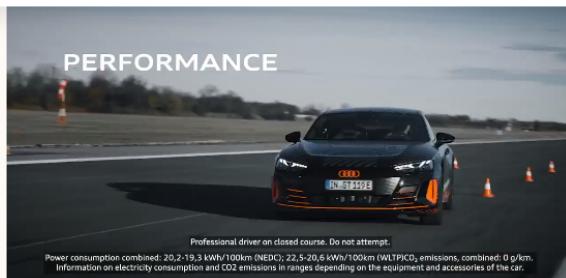 PERFORMANCE
IN·GT 119E
Professional driver on closed course. Do not attempt.
Power consumption combined: 20,2-19,3 kWh/100km (NEDC); 22,5-20,6 kWh/100km (WLTP)CO₂ emissions, combined: 0 g/km.
Information on electricity consumption and CO2 emissions in ranges depending on the equipment and accessories of the car.